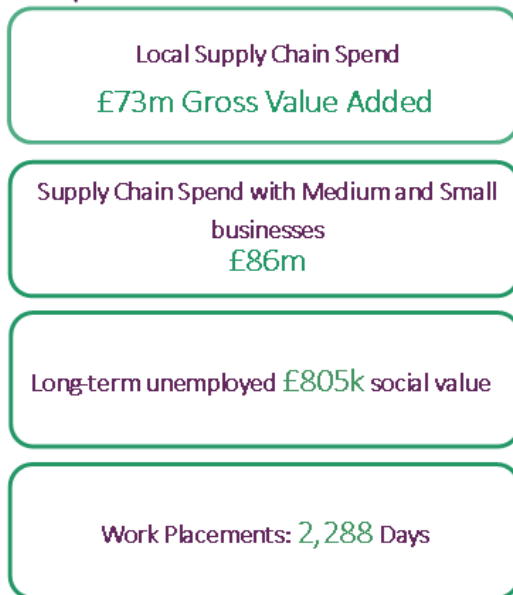 Local Supply Chain Spend
£73m Gross Value Added
Supply Chain Spend with Medium and Small
businesses
£86m
Long-term unemployed £805k social value
Work Placements: 2,288 Days